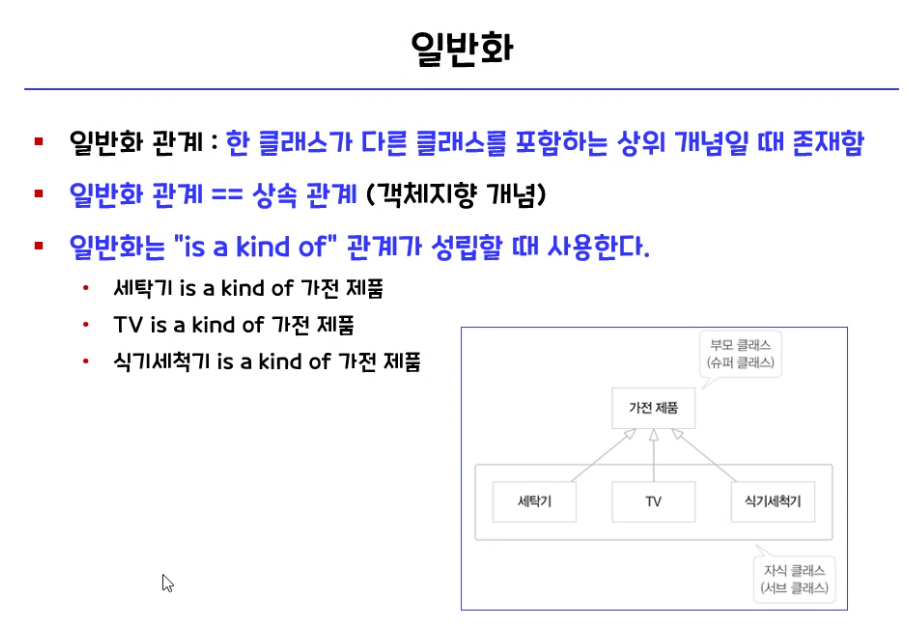 일반화
일반화 관계 : 한 클래스가 다른 클래스를 포함하는 상위 개념일 때 존재함
일반화 관계 == 상속 관계 (객체지향 개념)
일반화는 "is a kind of" 관계가 성립할 때 사용한다.
세탁기 is a kind of 가전 제품
TV is a kind of 가전 제품
식기세척기 is a kind of 가전 제품
부모 클래스
(슈퍼 클래스)
가전 제품
세탁기
TV
식기세척기
자식 클래스
(서브 클래스)